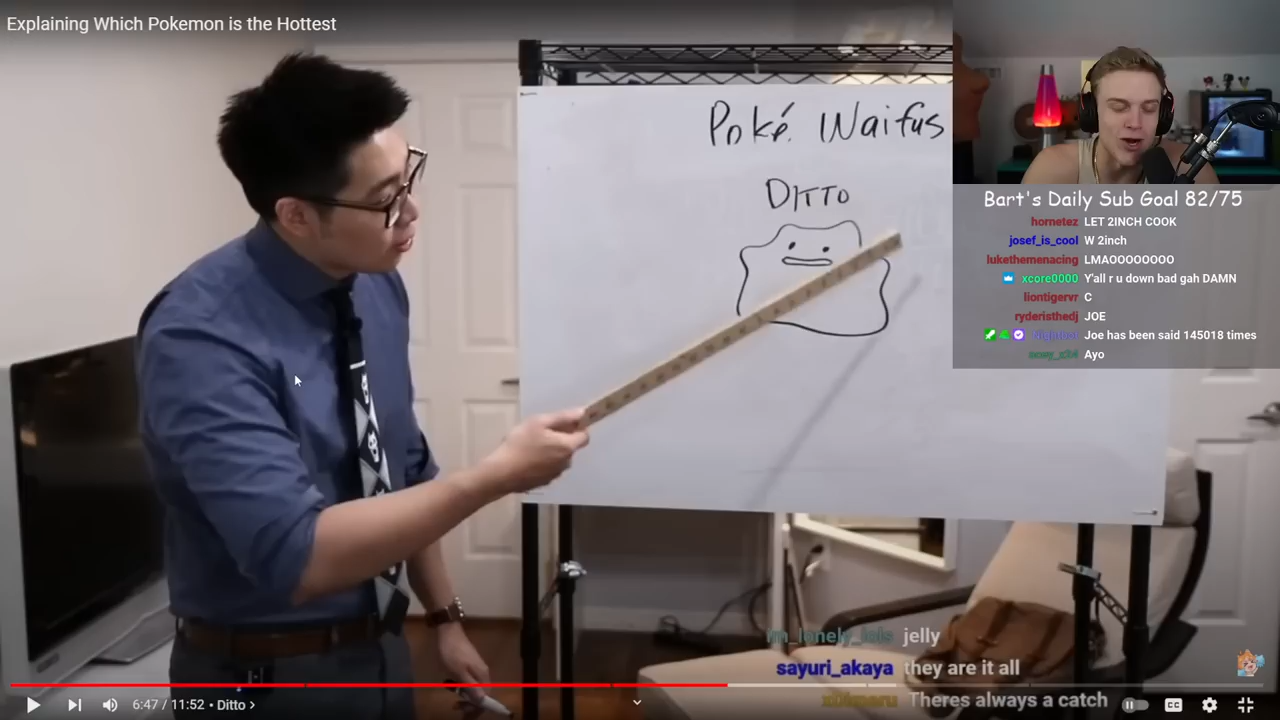 Explaining Which Pokemon is the Hottest
Poké. Waifus
DITTO
Bart's Daily Sub Goal 82/75
hornetez LET 2INCH COOK
josef_is_cool W 2inch
lukethemenacing LMAOOOOOOOO
xcore0000 Y'all r u down bad gah DAMN
liontigervr C
ryderisthedj JOE
Joe has been said 145018 times
Ayo
im_lonely_lols jelly
sayuri_akaya they are it all
Theres always a catch
6:47 / 11:52 • Ditto ›
CC